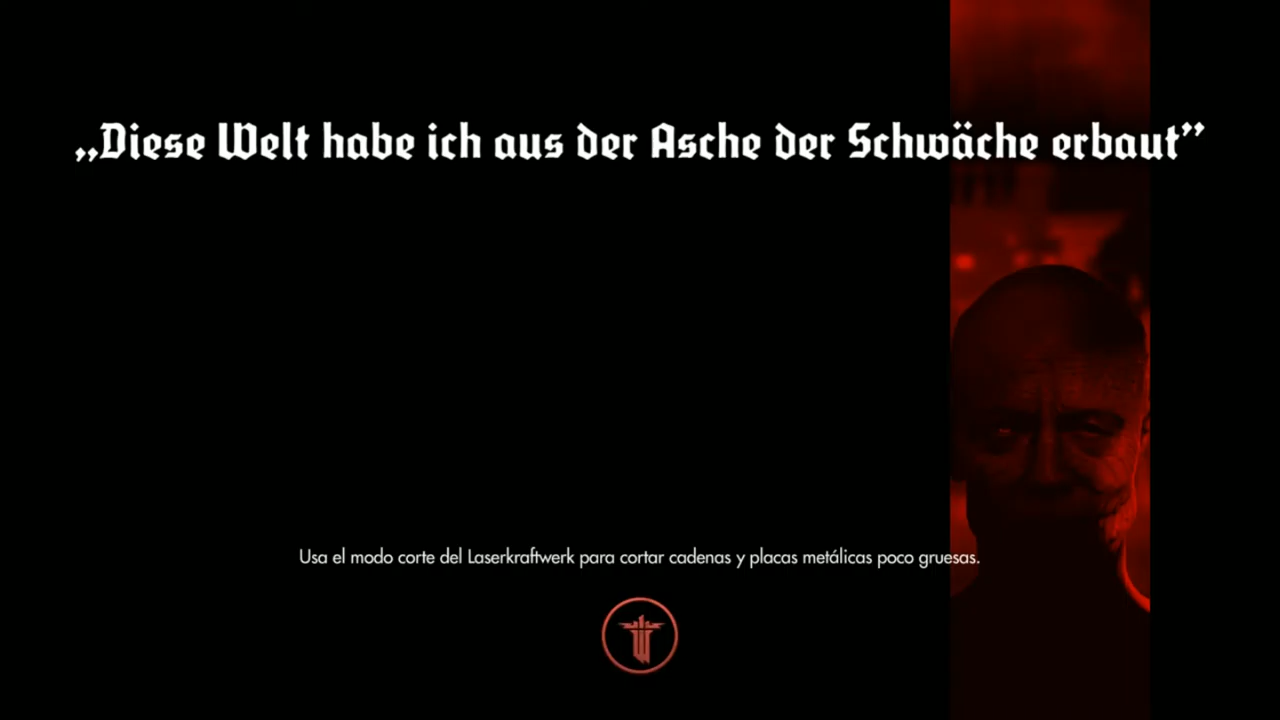 „Diese Welt habe ich aus der Asche der Schwäche erbaut”
Usa el modo corte del Laserkraftwerk para cortar cadenas y placas metálicas poco gruesas.